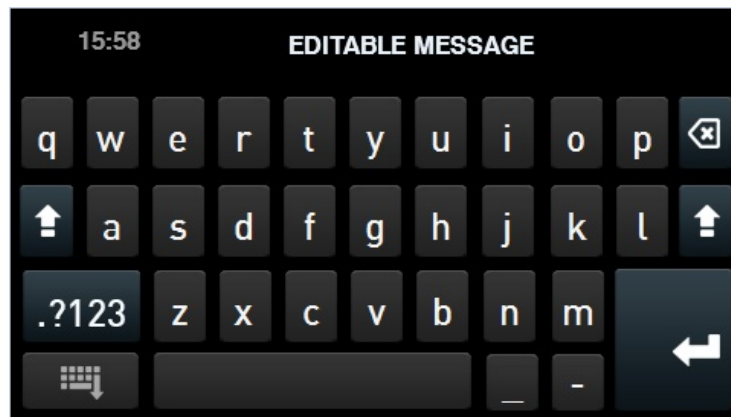 15:58 EDITABLE MESSAGE
q w e r t y u i o p
a s d f g h j k l
.?123 z x c v b n m
_ -